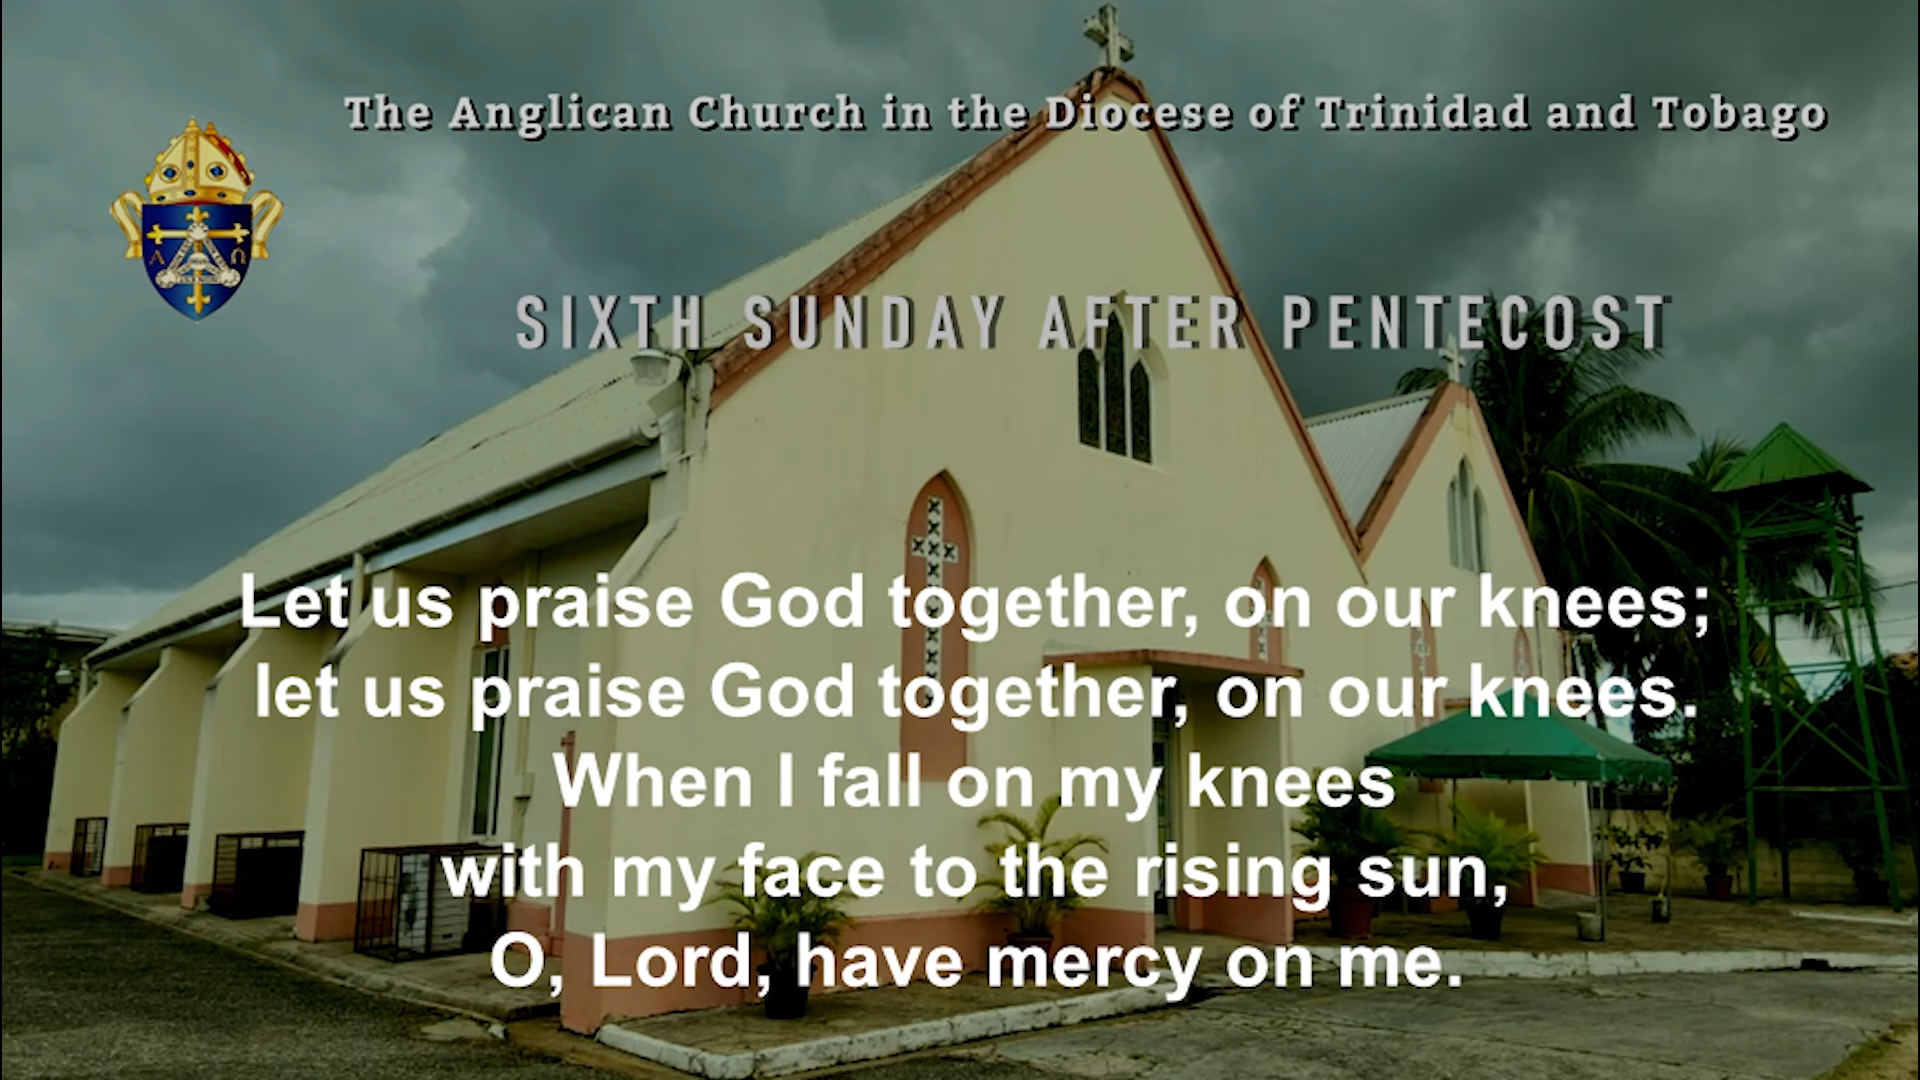 The Anglican Church in the Diocese of Trinidad and Tobago
SIXTH SUNDAY AFTER PENTECOST
Let us praise God together, on our knees;
let us praise God together, on our knees.
When I fall on my knees
with my face to the rising sun,
O, Lord, have mercy on me.